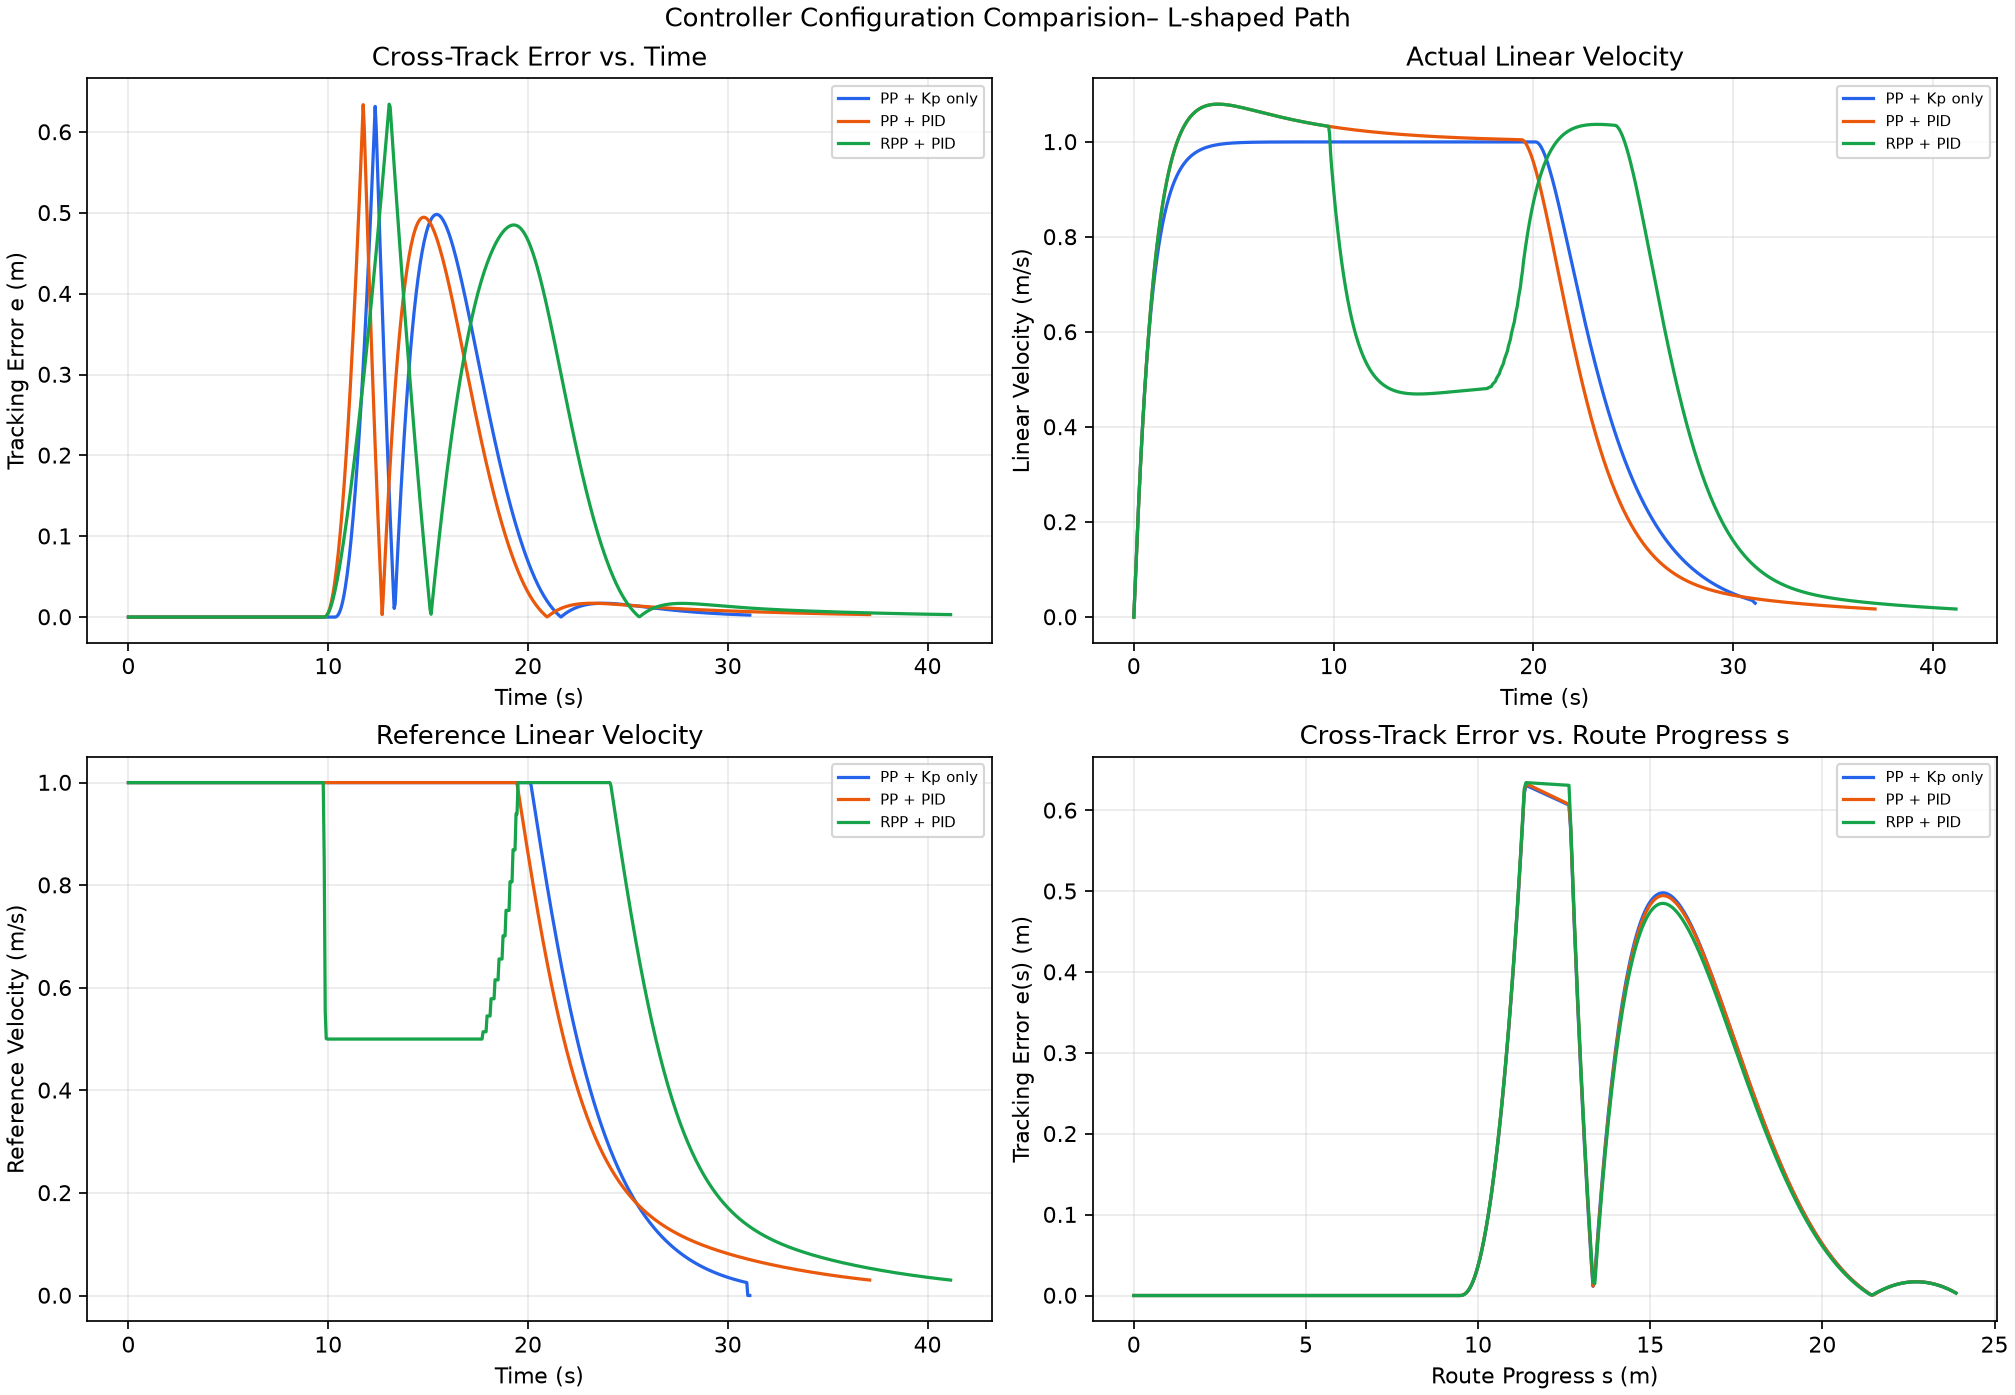 Controller Configuration Comparision– L-shaped Path
Cross-Track Error vs. Time
Tracking Error e (m)
0.6
0.5
0.4
0.3
0.2
0.1
0.0
0 10 20 30 40
Time (s)
PP + Kp only
PP + PID
RPP + PID
Actual Linear Velocity
Linear Velocity (m/s)
1.0
0.8
0.6
0.4
0.2
0.0
0 10 20 30 40
Time (s)
PP + Kp only
PP + PID
RPP + PID
Reference Linear Velocity
Reference Velocity (m/s)
1.0
0.8
0.6
0.4
0.2
0.0
0 10 20 30 40
Time (s)
PP + Kp only
PP + PID
RPP + PID
Cross-Track Error vs. Route Progress s
Tracking Error e(s) (m)
0.6
0.5
0.4
0.3
0.2
0.1
0.0
0 5 10 15 20 25
Route Progress s (m)
PP + Kp only
PP + PID
RPP + PID